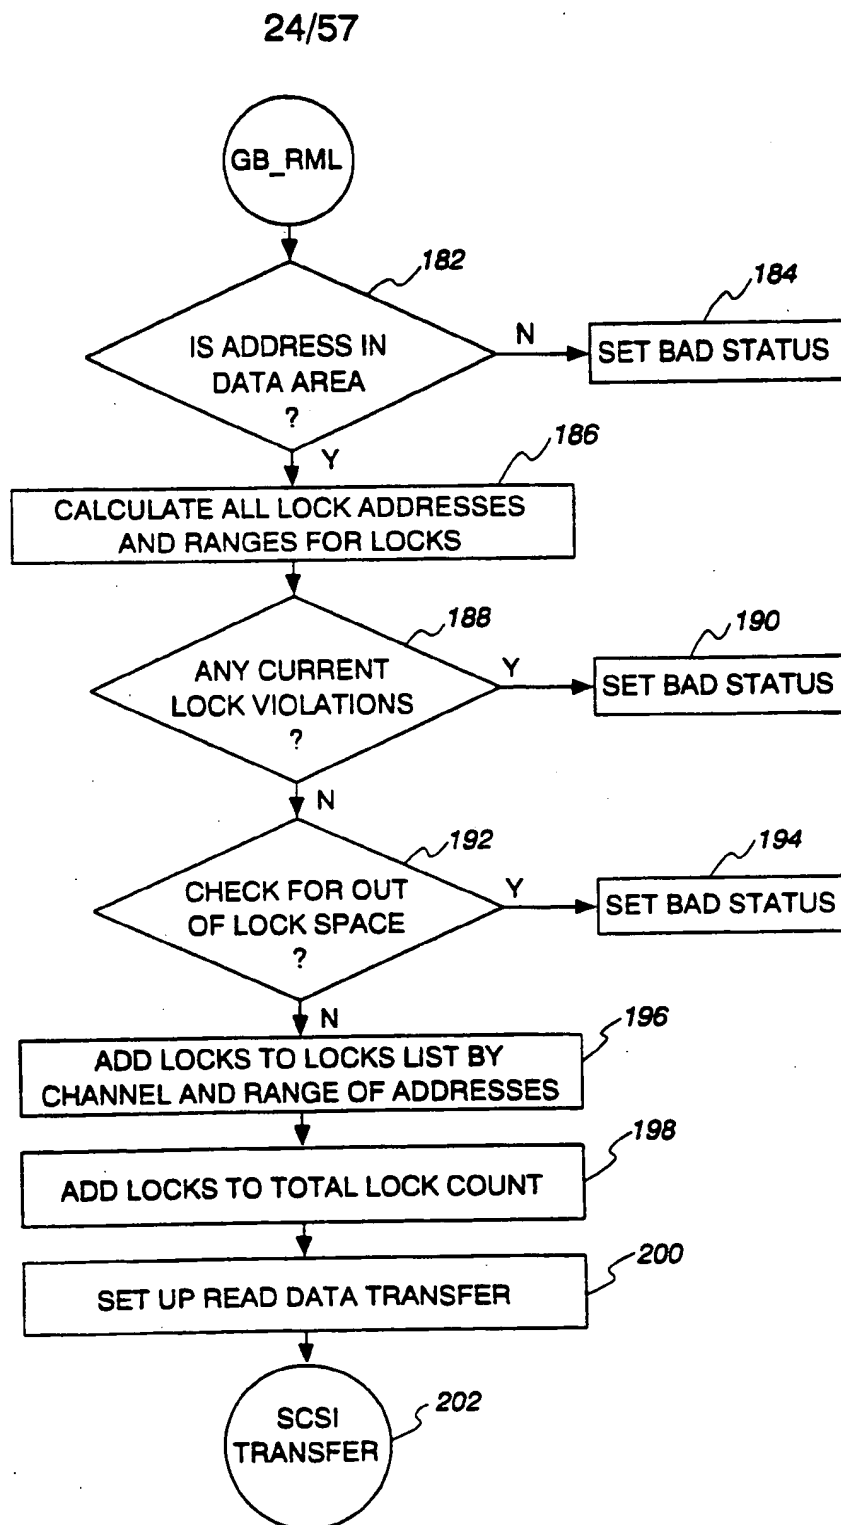 24/57
GB_RML
182
IS ADDRESS IN
DATA AREA
?
N
184
SET BAD STATUS
Y
186
CALCULATE ALL LOCK ADDRESSES
AND RANGES FOR LOCKS
188
ANY CURRENT
LOCK VIOLATIONS
?
Y
190
SET BAD STATUS
N
192
CHECK FOR OUT
OF LOCK SPACE
?
Y
194
SET BAD STATUS
N
196
ADD LOCKS TO LOCKS LIST BY
CHANNEL AND RANGE OF ADDRESSES
198
ADD LOCKS TO TOTAL LOCK COUNT
200
SET UP READ DATA TRANSFER
202
SCSI
TRANSFER